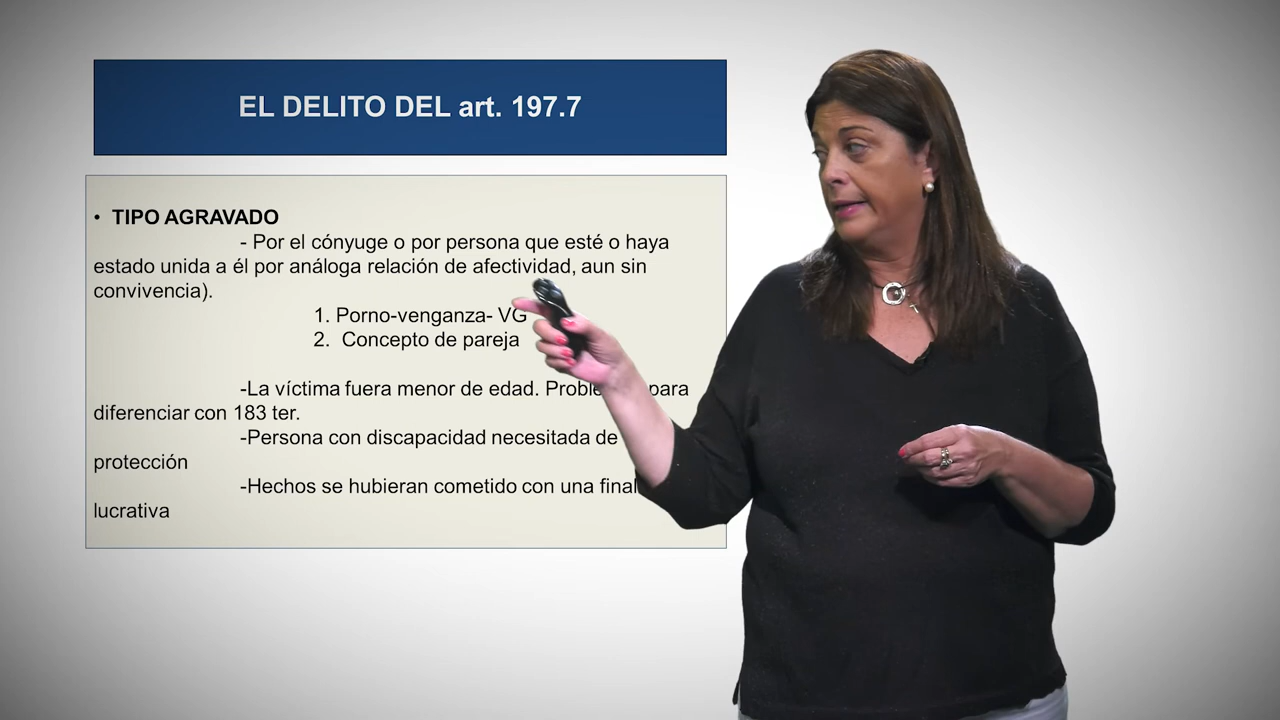 EL DELITO DEL art. 197.7
• TIPO AGRAVADO
- Por el cónyuge o por persona que esté o haya
estado unida a él por análoga relación de afectividad, aun sin
convivencia).
1. Porno-venganza- VG
2. Concepto de pareja
-La víctima fuera menor de edad. para
diferenciar con 183 ter.
-Persona con discapacidad necesitada de
protección
-Hechos se hubieran cometido con una
lucrativa